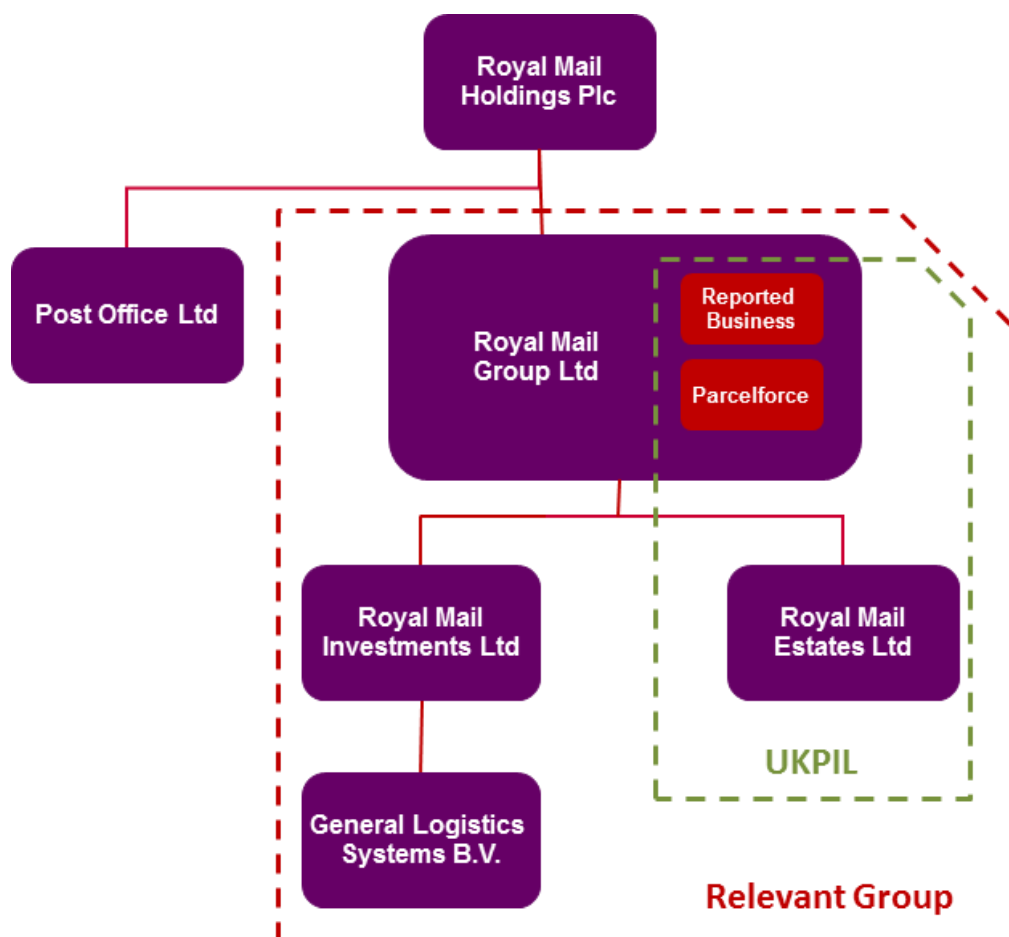 Royal Mail
Holdings Plc
Post Office Ltd
Royal Mail
Group Ltd
Reported
Business
Parcelforce
Royal Mail
Investments Ltd
Royal Mail
Estates Ltd
UKPIL
General Logistics
Systems B.V.
Relevant Group